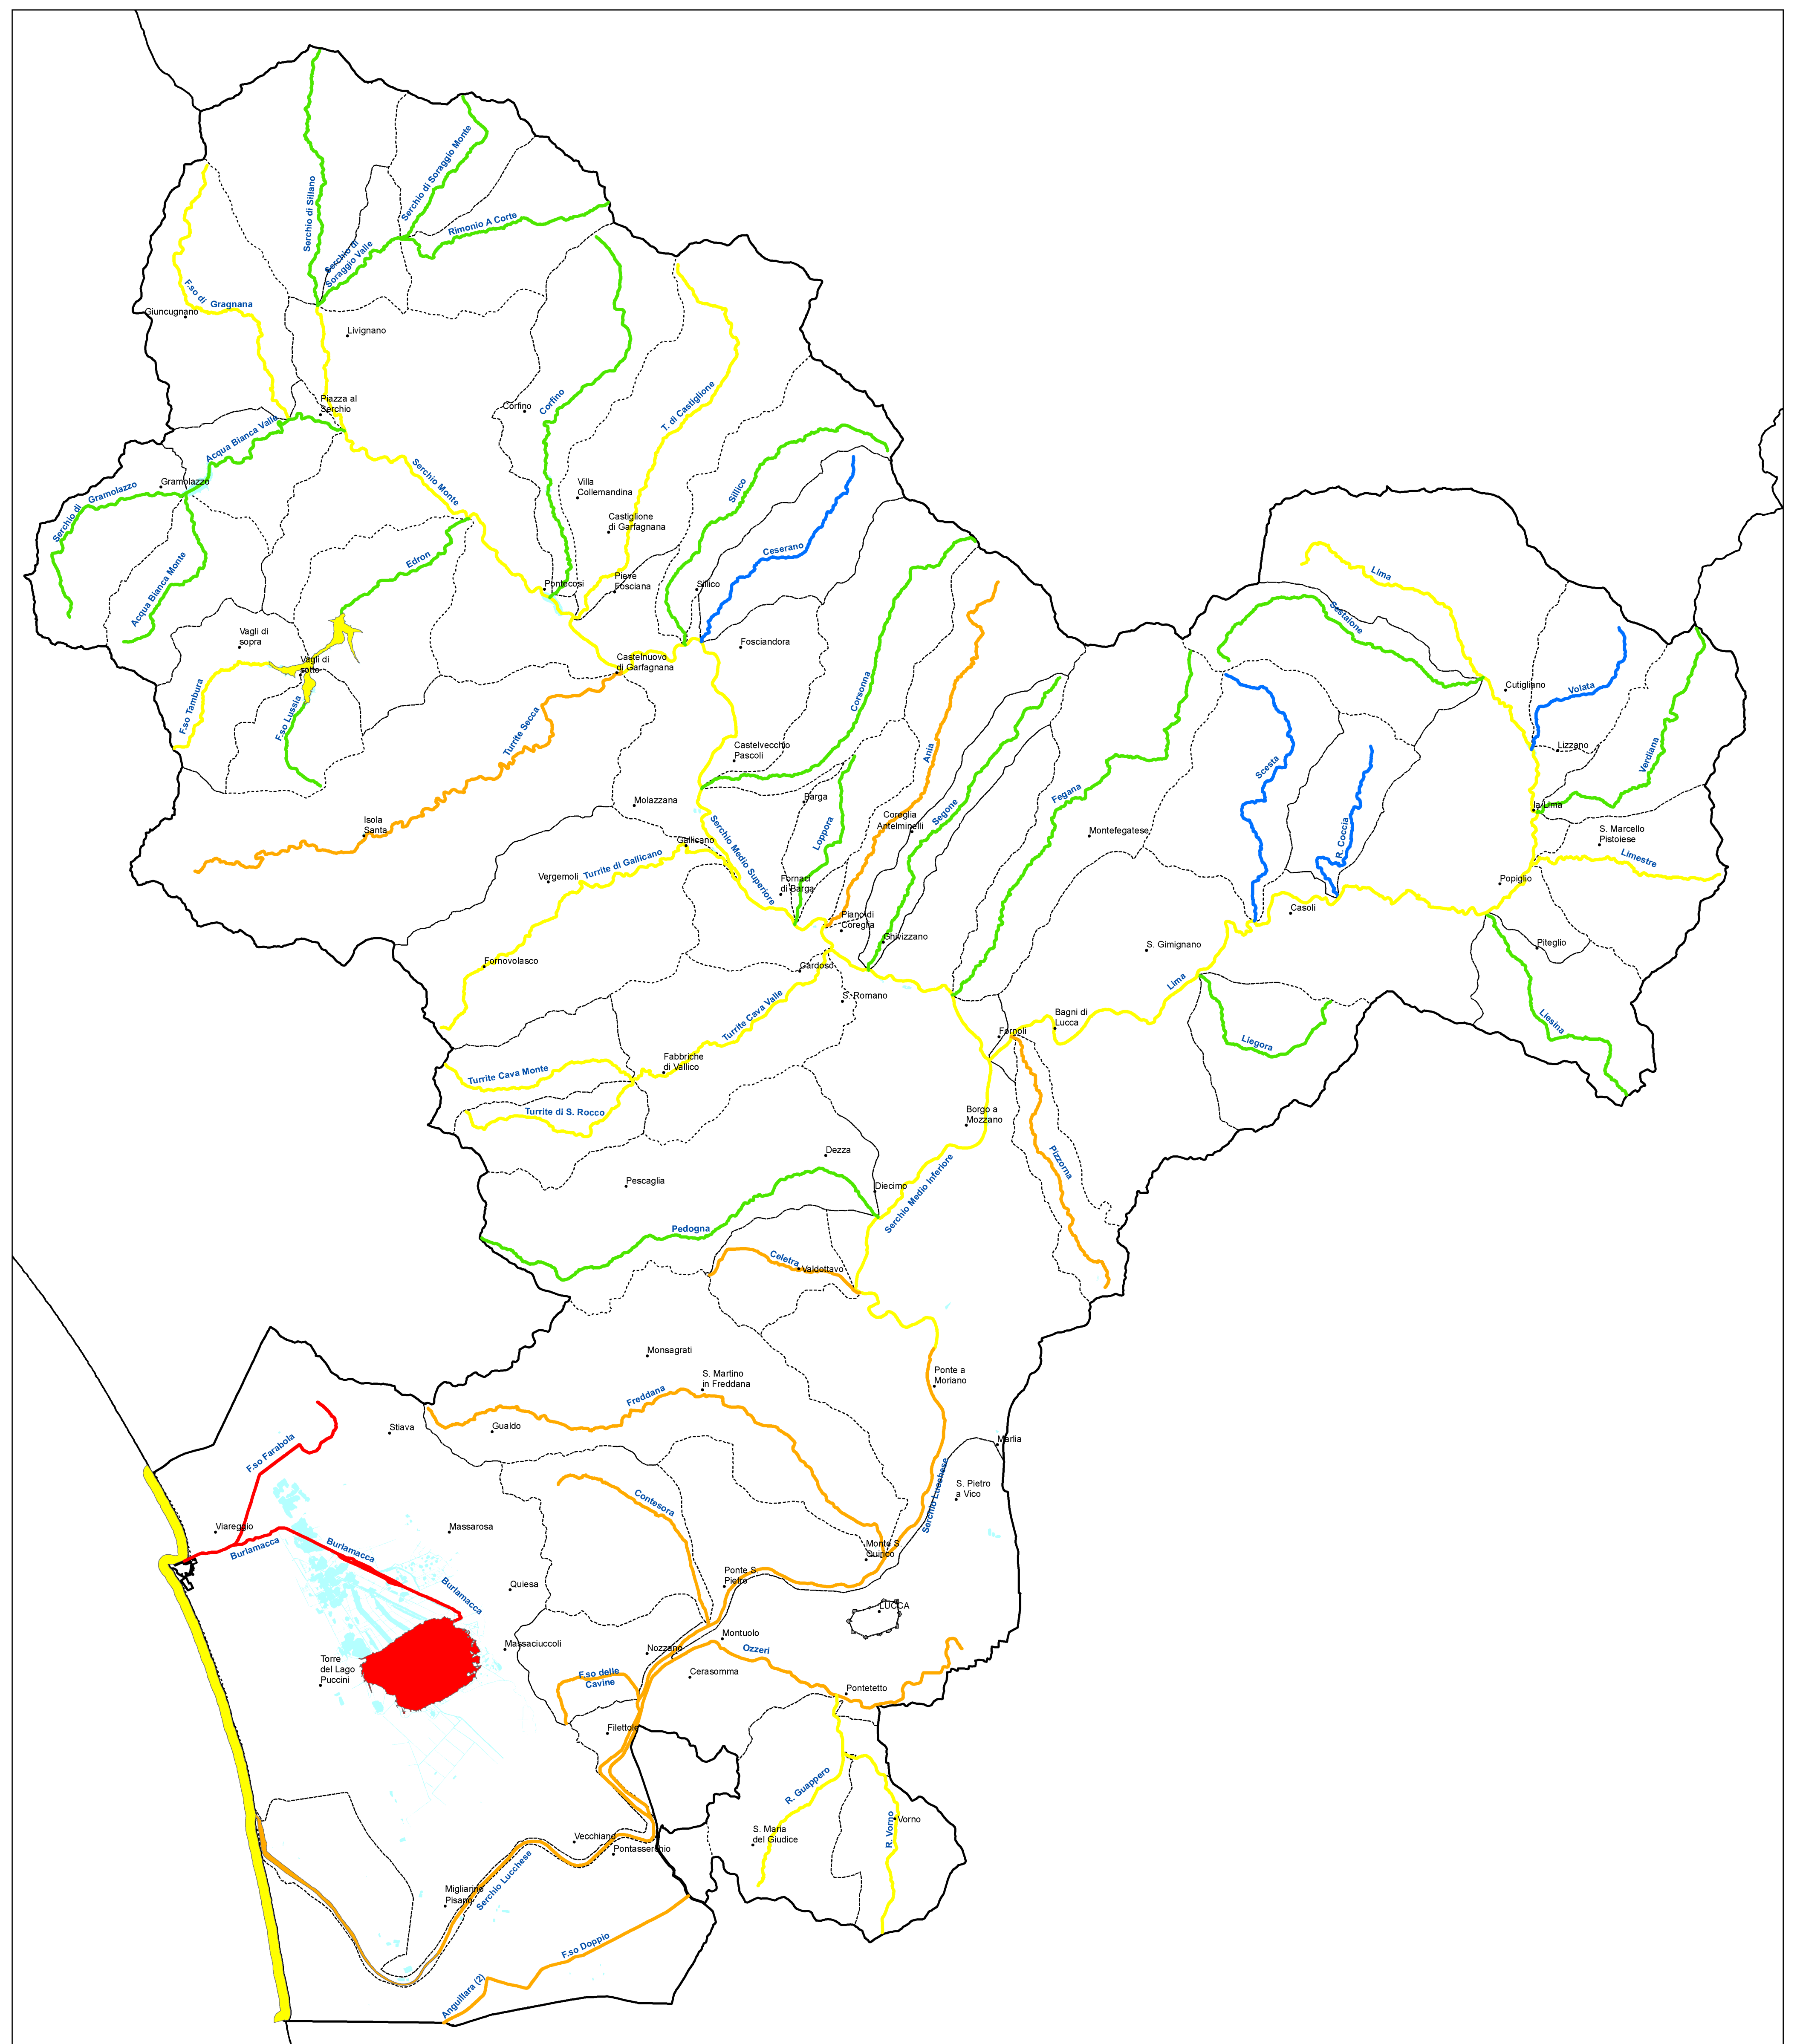 Serchio di Sillano
Serchio di Soraggio Monte
Rimonio A Corte
Serchio di
Soraggio Valle
F.so di
Gragnana
Giuncugnano
Livignano
Piazza al
Serchio
Corfino
Corfino
T. di Castiglione
Acqua Bianca Valle
Serchio Monte
Gramolazzo
Serchio di
Gramolazzo
Villa
Collemandina
Sillico
Castiglione
di Garfagnana
Ceserano
Edron
Acqua Bianca Monte
Pontecosi
Pieve
Fosciana
Sillico
Lima
Sestaione
Vagli di
sopra
Vagli di
sotto
Fosciandora
Castelnuovo
di Garfagnana
F.so Tambura
F.so Lussia
Turrite Secca
Corsonna
Cutigliano
Volata
Castelvecchio
Pascoli
Ania
Lizzano
Verdiana
Scesta
Molazzana
Barga
Fegana
la Lima
Isola
Santa
Serchio Medio Superiore
Loppora
Coreglia
Antelminelli
Segone
Montefegatese
R. Coccia
S. Marcello
Pistoiese
Limestre
Gallicano
Turrite di Gallicano
Vergemoli
Fornaci
di Barga
Popiglio
Casoli
Piano di
Coreglia
Ghivizzano
S. Gimignano
Piteglio
Fornovolasco
Cardoso
S. Romano
Lima
Turrite Cava Valle
Bagni di
Lucca
Fornoli
Liegora
Liesina
Fabbriche
di Vallico
Turrite Cava Monte
Turrite di S. Rocco
Borgo a
Mozzano
Pizzorna
Dezza
Pescaglia
Diecimo
Serchio Medio Inferiore
Pedogna
Celetra
Valdottavo
Monsagrati
S. Martino
in Freddana
Ponte a
Moriano
Freddana
Stiava
Gualdo
Marlia
F.so Farabola
Serchio Lucchese
S. Pietro
a Vico
Contesora
Viareggio
Massarosa
Burlamacca
Burlamacca
Monte S.
Quirico
Ponte S.
Pietro
Quiesa
Burlamacca
LUCCA
Montuolo
Massaciuccoli
Nozzano
Ozzeri
Torre
del Lago
Puccini
F.so delle
Cavine
Cerasomma
Pontetetto
?
Filettole
R. Guappero
S. Maria
del Giudice
R. Vorno
Vorno
Vecchiano
Pontasserchio
Serchio Lucchese
Migliarino
Pisano
F.so Doppio
Anguillara (2)